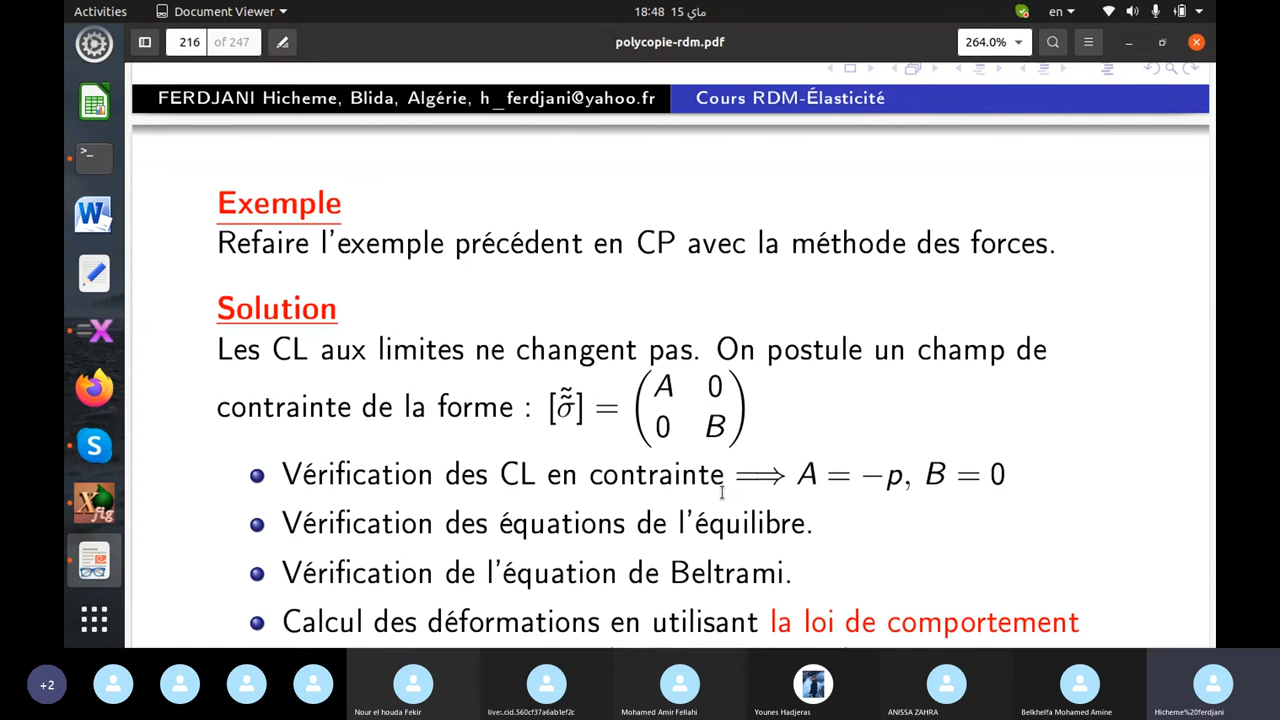 Activities
Document Viewer
18:48 15 ماي
en
216 of 247
polycopie-rdm.pdf
264.0%
FERDJANI Hicheme, Blida, Algérie, h_ferdjani@yahoo.fr
Cours RDM-Élasticité
Exemple
Refaire l'exemple précédent en CP avec la méthode des forces.
Solution
Les CL aux limites ne changent pas. On postule un champ de
contrainte de la forme : [σ̃̃] = (A 0
0 B)
Vérification des CL en contrainte ⟹ A = −p, B = 0
Vérification des équations de l'équilibre.
Vérification de l'équation de Beltrami.
Calcul des déformations en utilisant la loi de comportement
+2
Nour el houda Fekir
live:.cid.560cf37a6ab1ef2c
Mohamed Amir Fellahi
Younes Hadjeras
ANISSA ZAHRA
Belkhelfa Mohamed Amine
Hicheme%20ferdjani